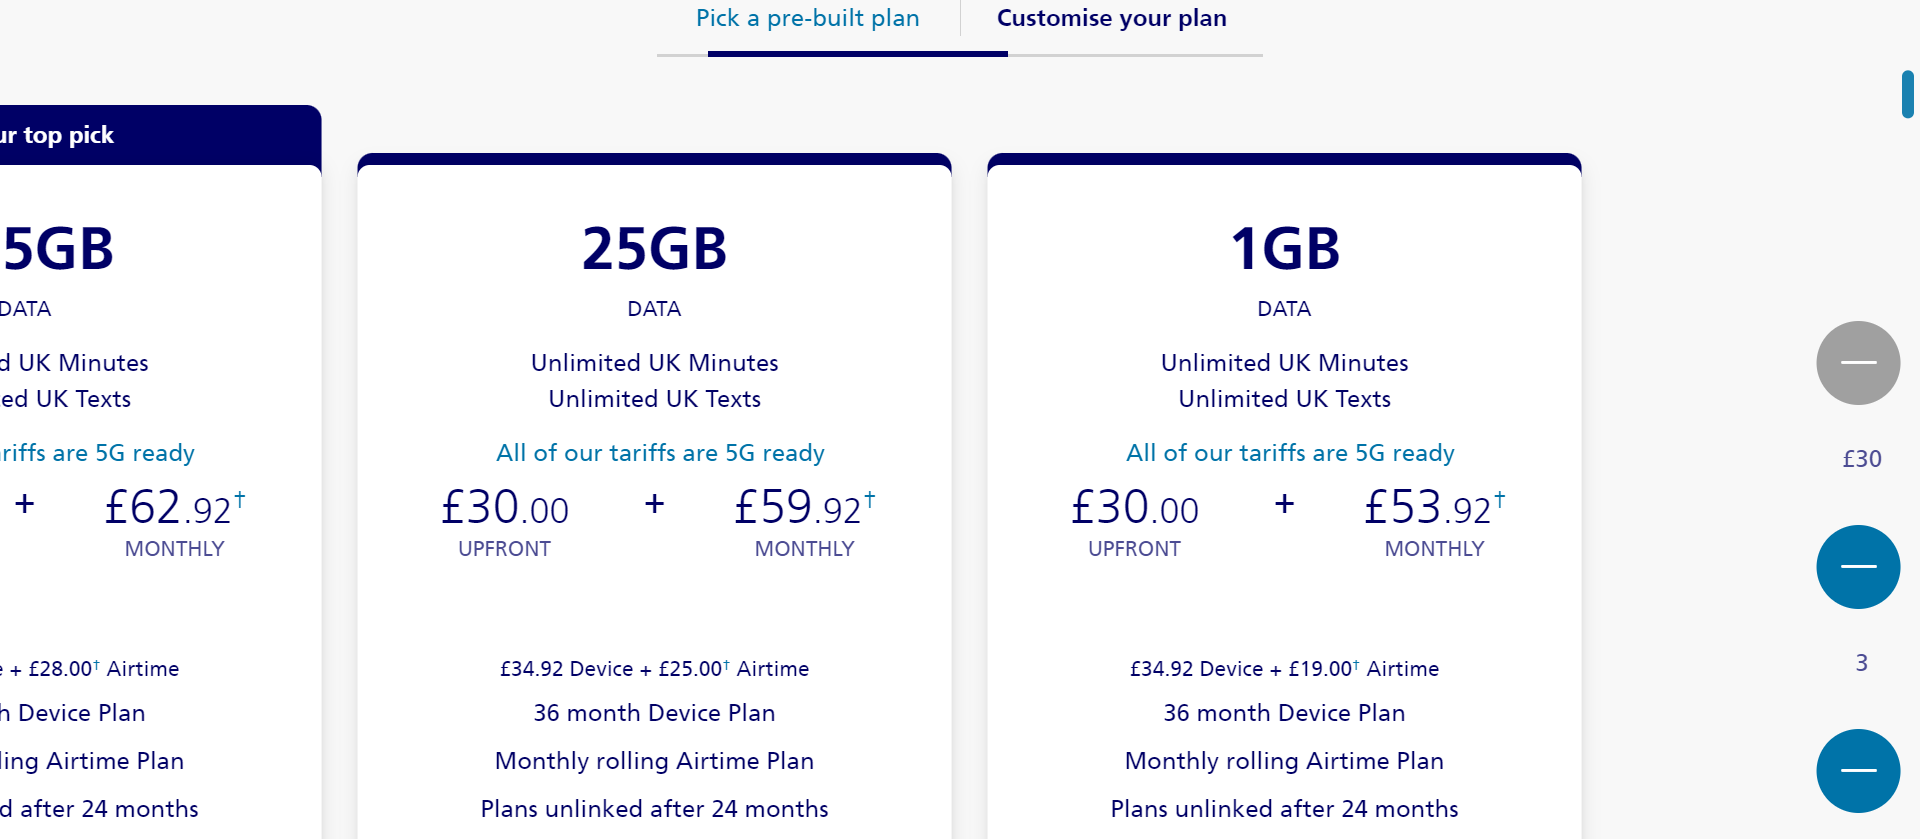 Pick a pre-built plan
Customise your plan
ur top pick
5GB
DATA
d UK Minutes
ed UK Texts
riffs are 5G ready
+ £62.92†
MONTHLY
+ £28.00† Airtime
h Device Plan
ling Airtime Plan
d after 24 months
25GB
DATA
Unlimited UK Minutes
Unlimited UK Texts
All of our tariffs are 5G ready
£30.00 + £59.92†
UPFRONT MONTHLY
£34.92 Device + £25.00† Airtime
36 month Device Plan
Monthly rolling Airtime Plan
Plans unlinked after 24 months
1GB
DATA
Unlimited UK Minutes
Unlimited UK Texts
All of our tariffs are 5G ready
£30.00 + £53.92†
UPFRONT MONTHLY
£34.92 Device + £19.00† Airtime
36 month Device Plan
Monthly rolling Airtime Plan
Plans unlinked after 24 months
£30
3